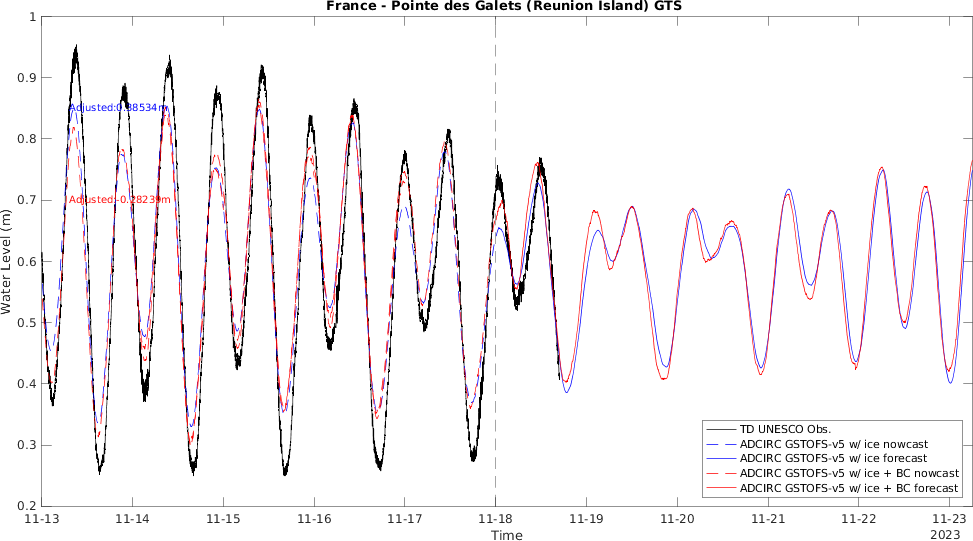 France - Pointe des Galets (Reunion Island) GTS
Water Level (m)
1
0.9
0.8
0.7
0.6
0.5
0.4
0.3
0.2
Adjusted:0.38534m
Adjusted:-0.28239m
TD UNESCO Obs.
ADCIRC GSTOFS-v5 w/ ice nowcast
ADCIRC GSTOFS-v5 w/ ice forecast
ADCIRC GSTOFS-v5 w/ ice + BC nowcast
ADCIRC GSTOFS-v5 w/ ice + BC forecast
11-13 11-14 11-15 11-16 11-17 11-18 11-19 11-20 11-21 11-22 11-23
Time
2023